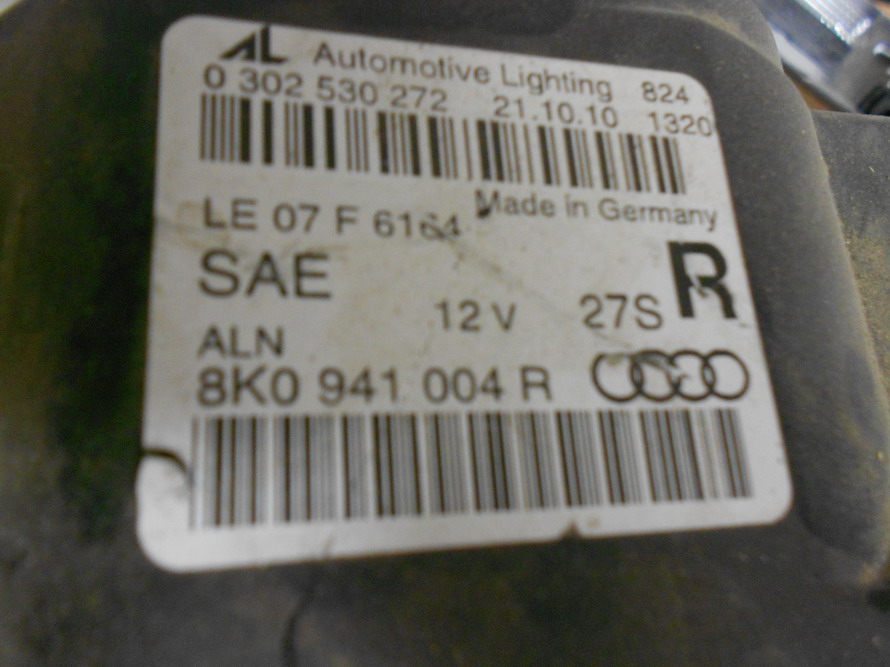 AL Automotive Lighting 824
0 302 530 272 21.10.10 1320
LE 07 F 6164 Made in Germany
SAE R
12 V 27S
ALN
8K0 941 004 R